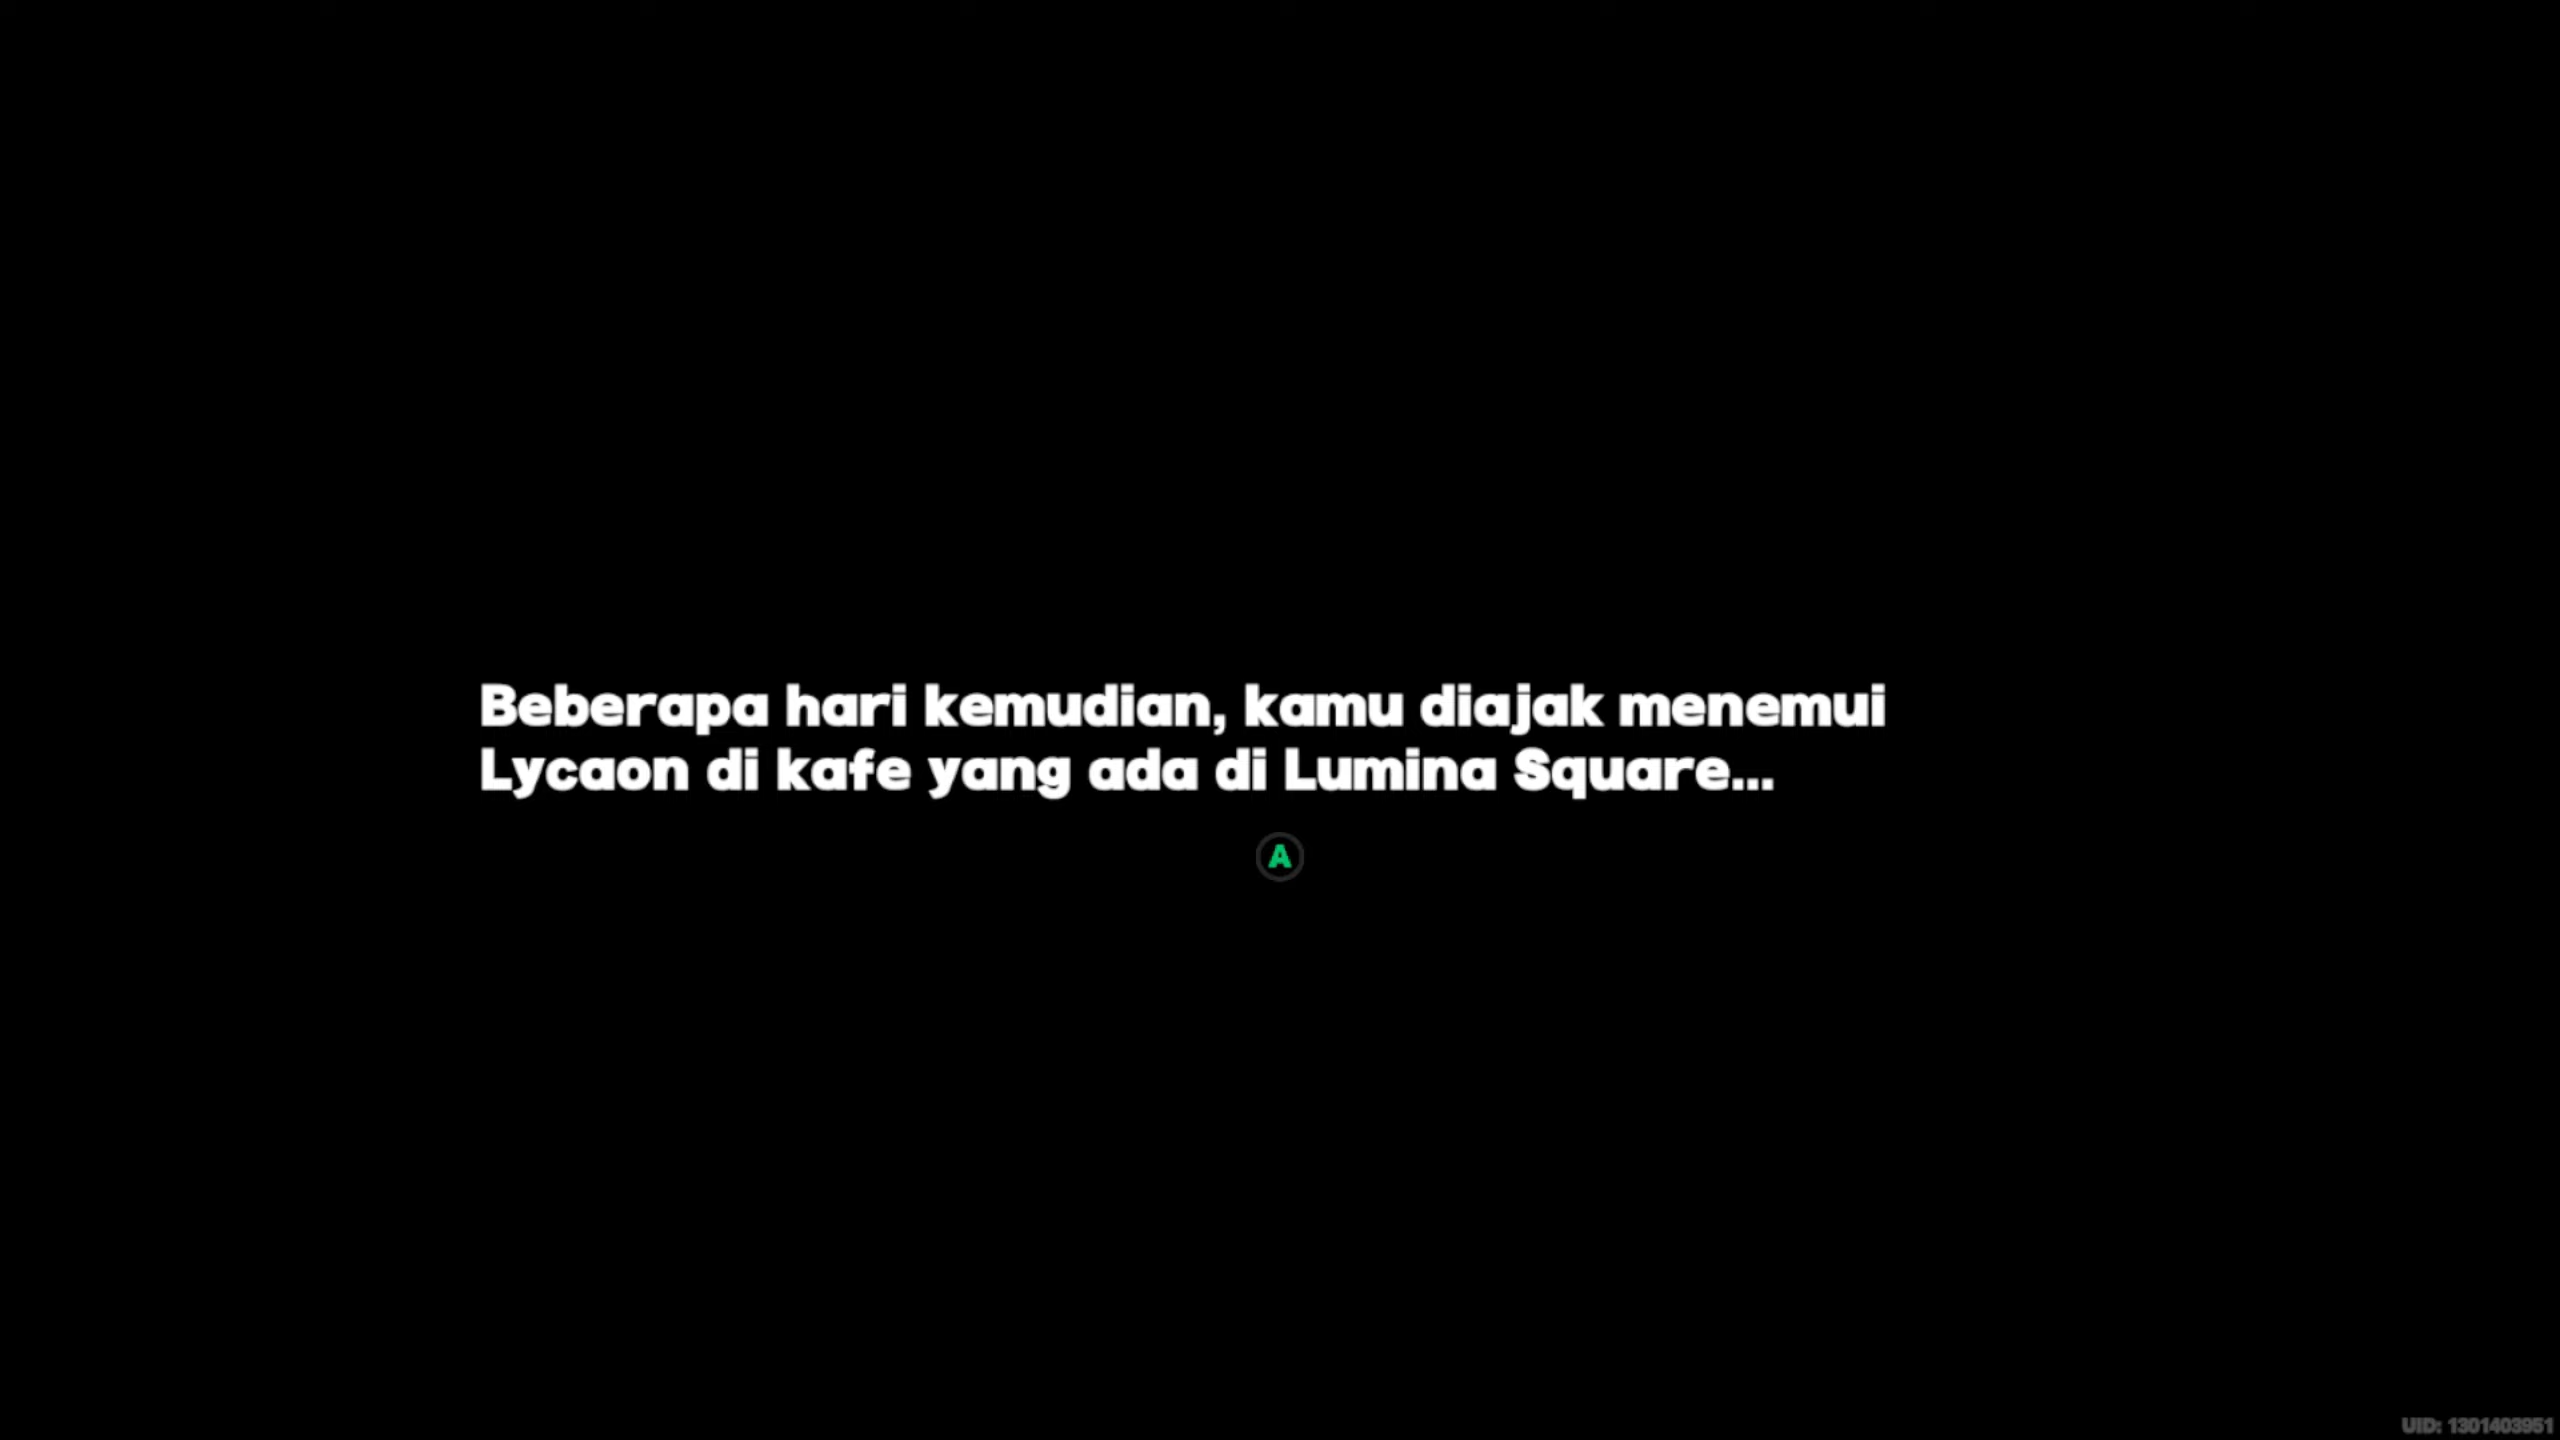 Beberapa hari kemudian, kamu diajak menemui
Lycaon di kafe yang ada di Lumina Square...
A
UID: 1301403951